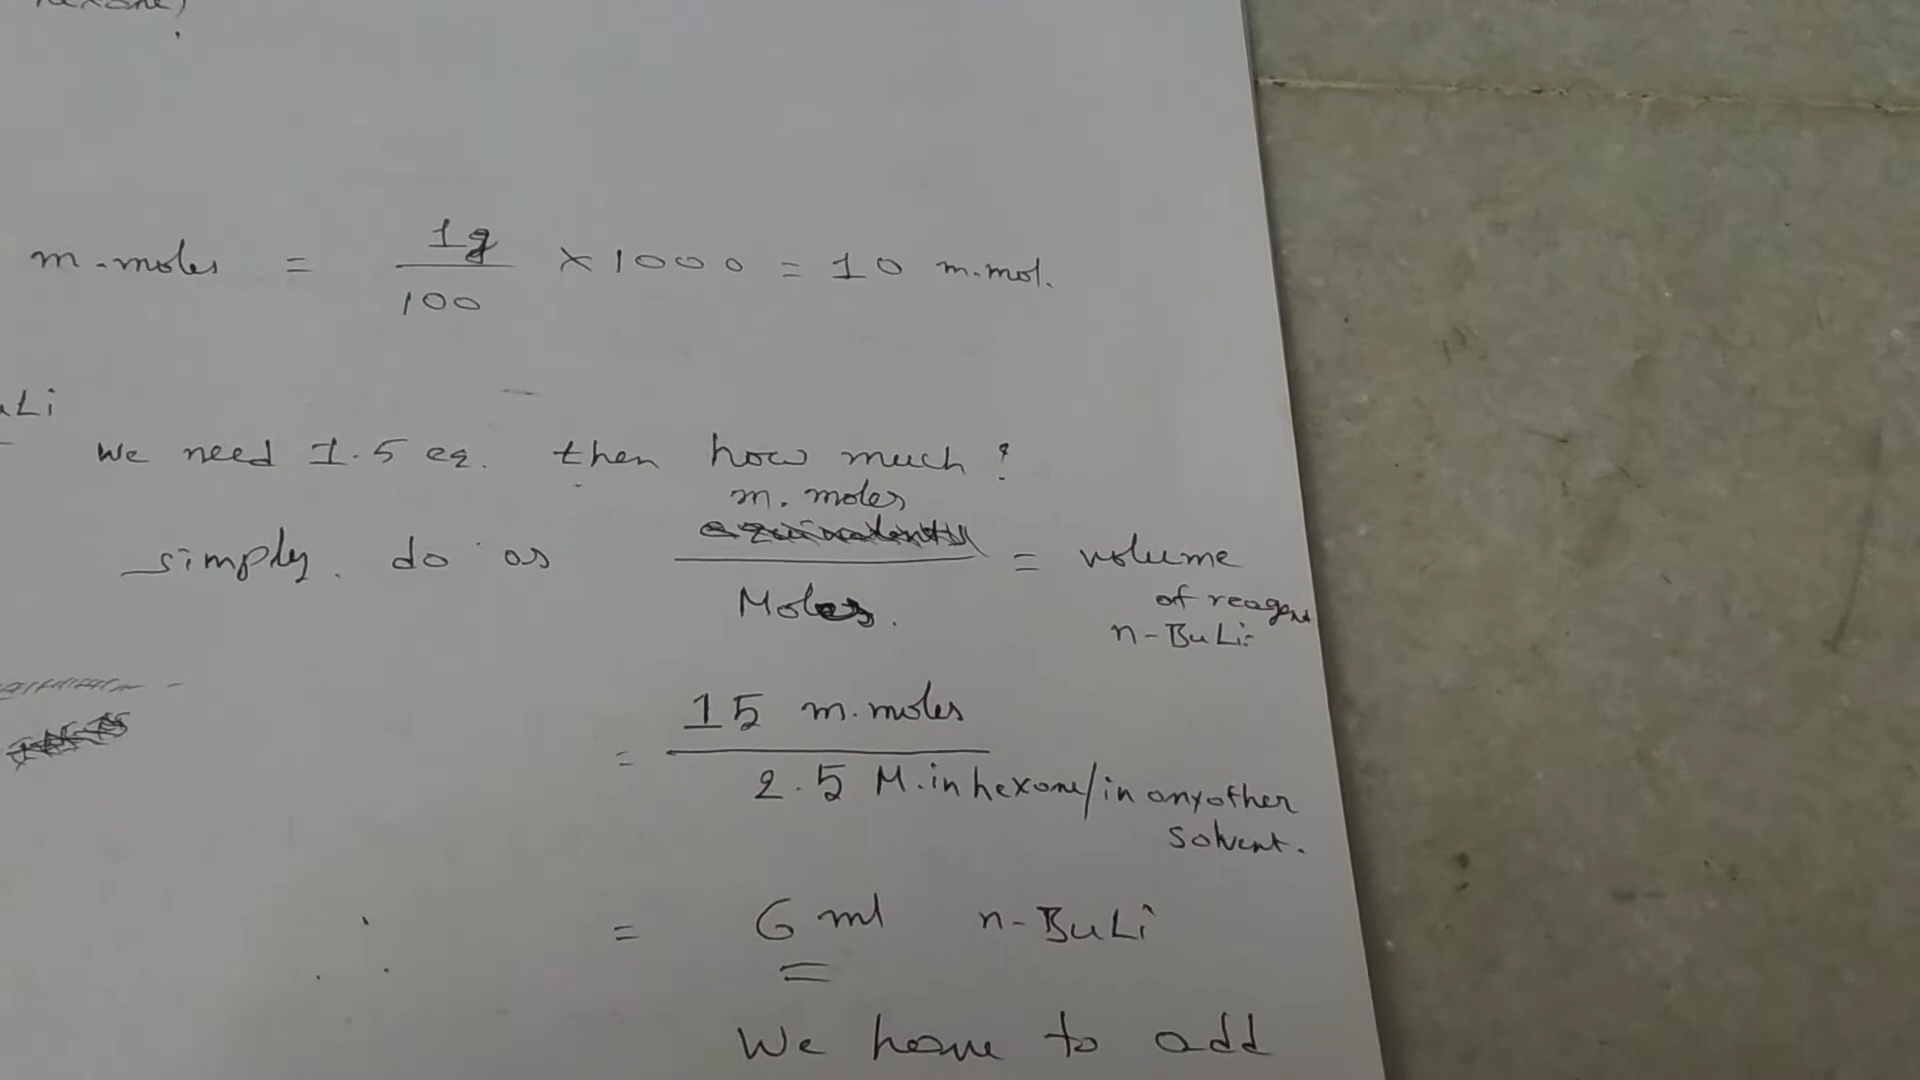 m.moles = 1g / 100 × 1000 = 10 m.mol.
Li
We need 1.5 eq. then how much ?
m. moles
simply. do as / Moles. = volume
of reagent
n-BuLi
= 15 m.moles / 2.5 M. in hexane/in anyother
solvent.
= 6 ml n-BuLi
We have to add